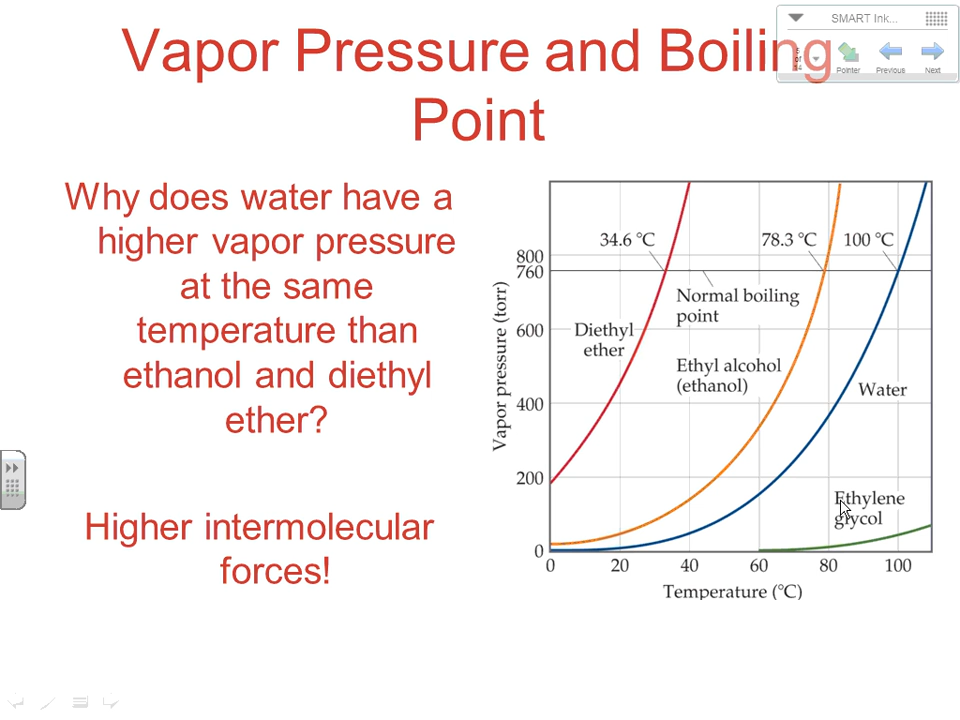 Vapor Pressure and Boiling
Point
SMART Ink...
Pointer
Previous
Next
Why does water have a
higher vapor pressure
at the same
temperature than
ethanol and diethyl
ether?
Higher intermolecular
forces!
34.6 °C
78.3 °C
100 °C
800
760
600
400
200
0
Normal boiling
point
Diethyl
ether
Ethyl alcohol
(ethanol)
Water
Ethylene
glycol
Vapor pressure (torr)
0
20
40
60
80
100
Temperature (°C)